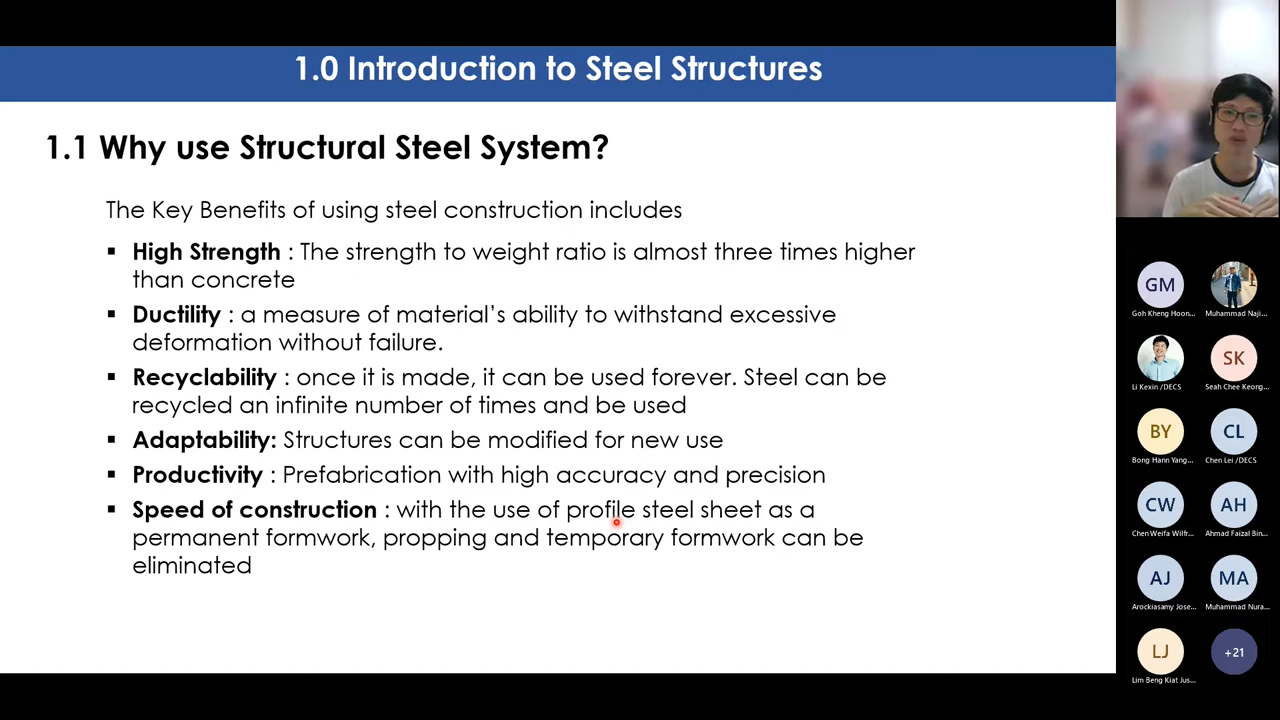 1.0 Introduction to Steel Structures
1.1 Why use Structural Steel System?
The Key Benefits of using steel construction includes
▪ High Strength : The strength to weight ratio is almost three times higher
than concrete
▪ Ductility : a measure of material’s ability to withstand excessive
deformation without failure.
▪ Recyclability : once it is made, it can be used forever. Steel can be
recycled an infinite number of times and be used
▪ Adaptability: Structures can be modified for new use
▪ Productivity : Prefabrication with high accuracy and precision
▪ Speed of construction : with the use of profile steel sheet as a
permanent formwork, propping and temporary formwork can be
eliminated
GM
Goh Kheng Hoon...
Muhammad Naji...
Li Kexin /DECS
SK
Seah Chee Keong...
BY
Bong Hann Yang...
CL
Chen Lei /DECS
CW
Chen Weifa Wilfr...
AH
Ahmad Faizal Bin...
AJ
Arockiasamy Jose...
MA
Muhammad Nura...
LJ
Lim Beng Kiat Jus...
+21